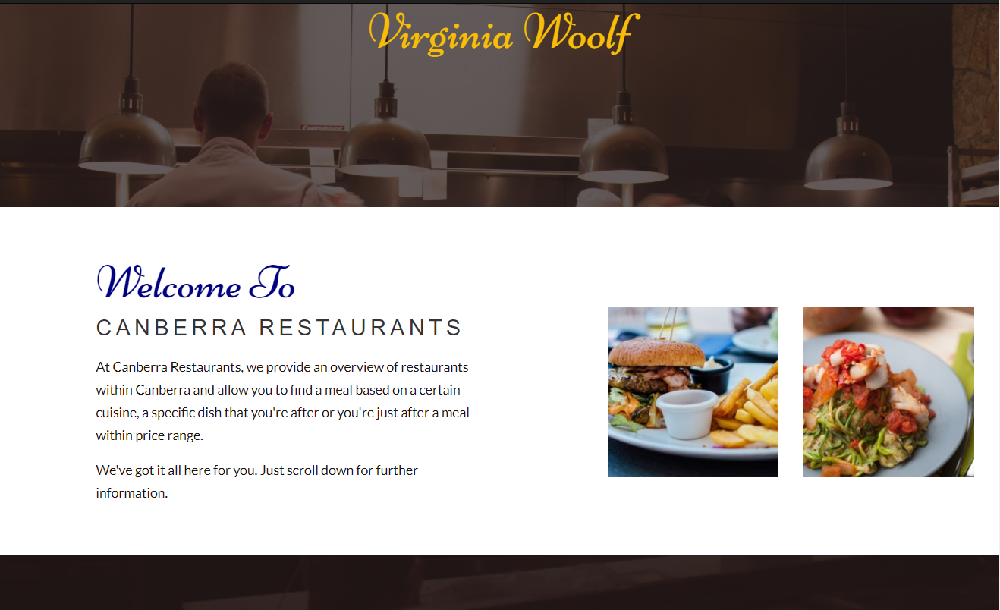 Virginia Woolf
Welcome To
CANBERRA RESTAURANTS
At Canberra Restaurants, we provide an overview of restaurants
within Canberra and allow you to find a meal based on a certain
cuisine, a specific dish that you're after or you're just after a meal
within price range.
We've got it all here for you. Just scroll down for further
information.